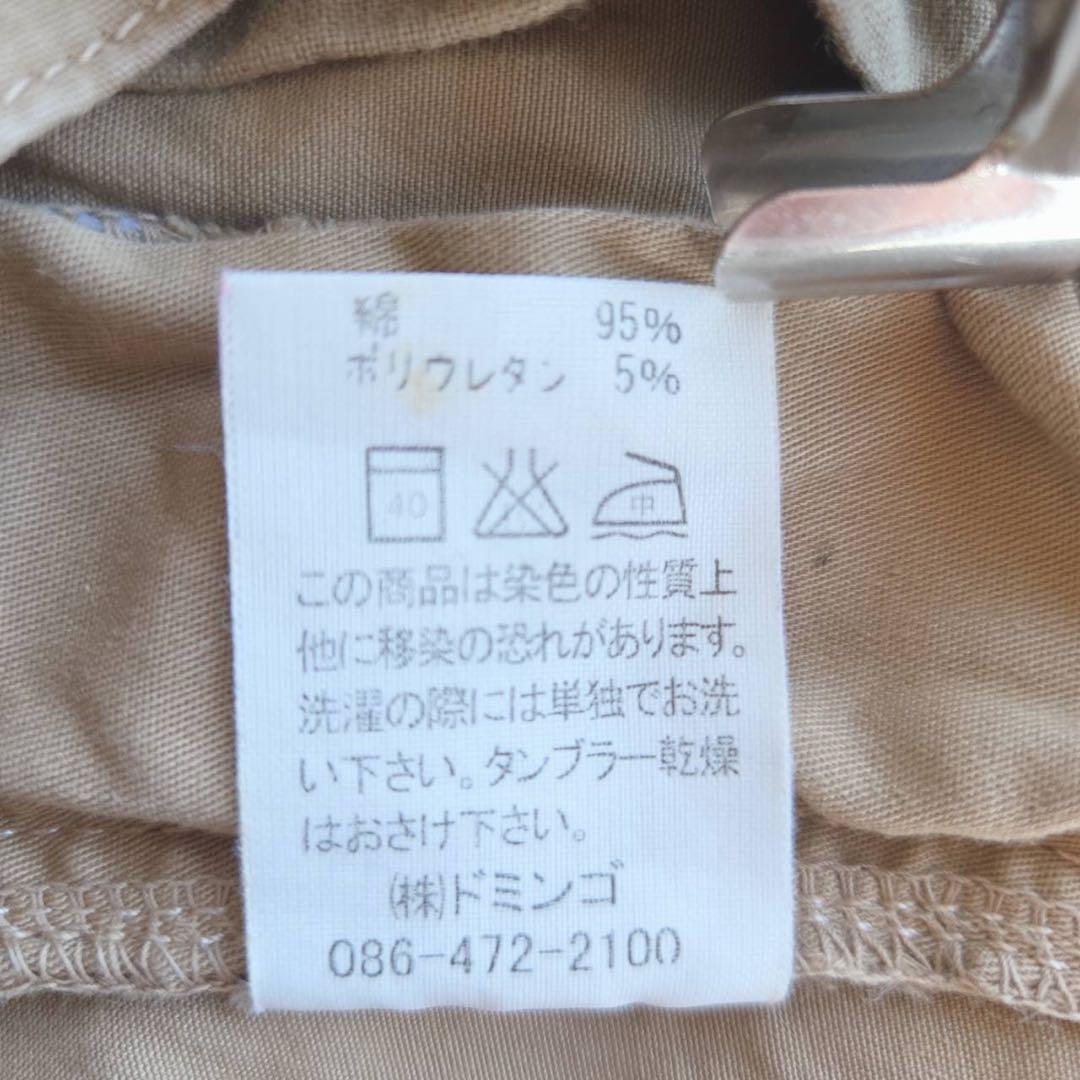 綿 95%
ポリウレタン 5%
40 中
この商品は染色の性質上
他に移染の恐れがあります。
洗濯の際には単独でお洗
い下さい。タンブラー乾燥
はおさけ下さい。
(株)ドミンゴ
086-472-2100